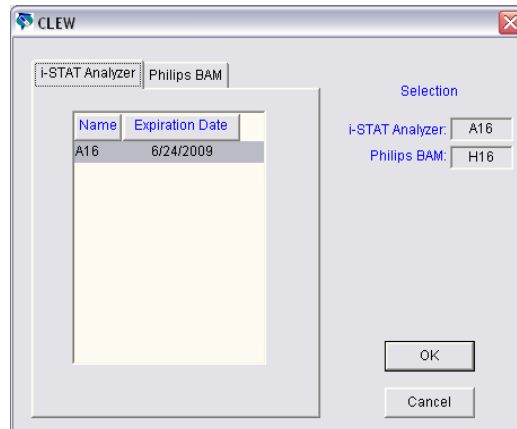 CLEW
i-STAT Analyzer Philips BAM
Name Expiration Date
A16 6/24/2009
Selection
i-STAT Analyzer: A16
Philips BAM: H16
OK
Cancel